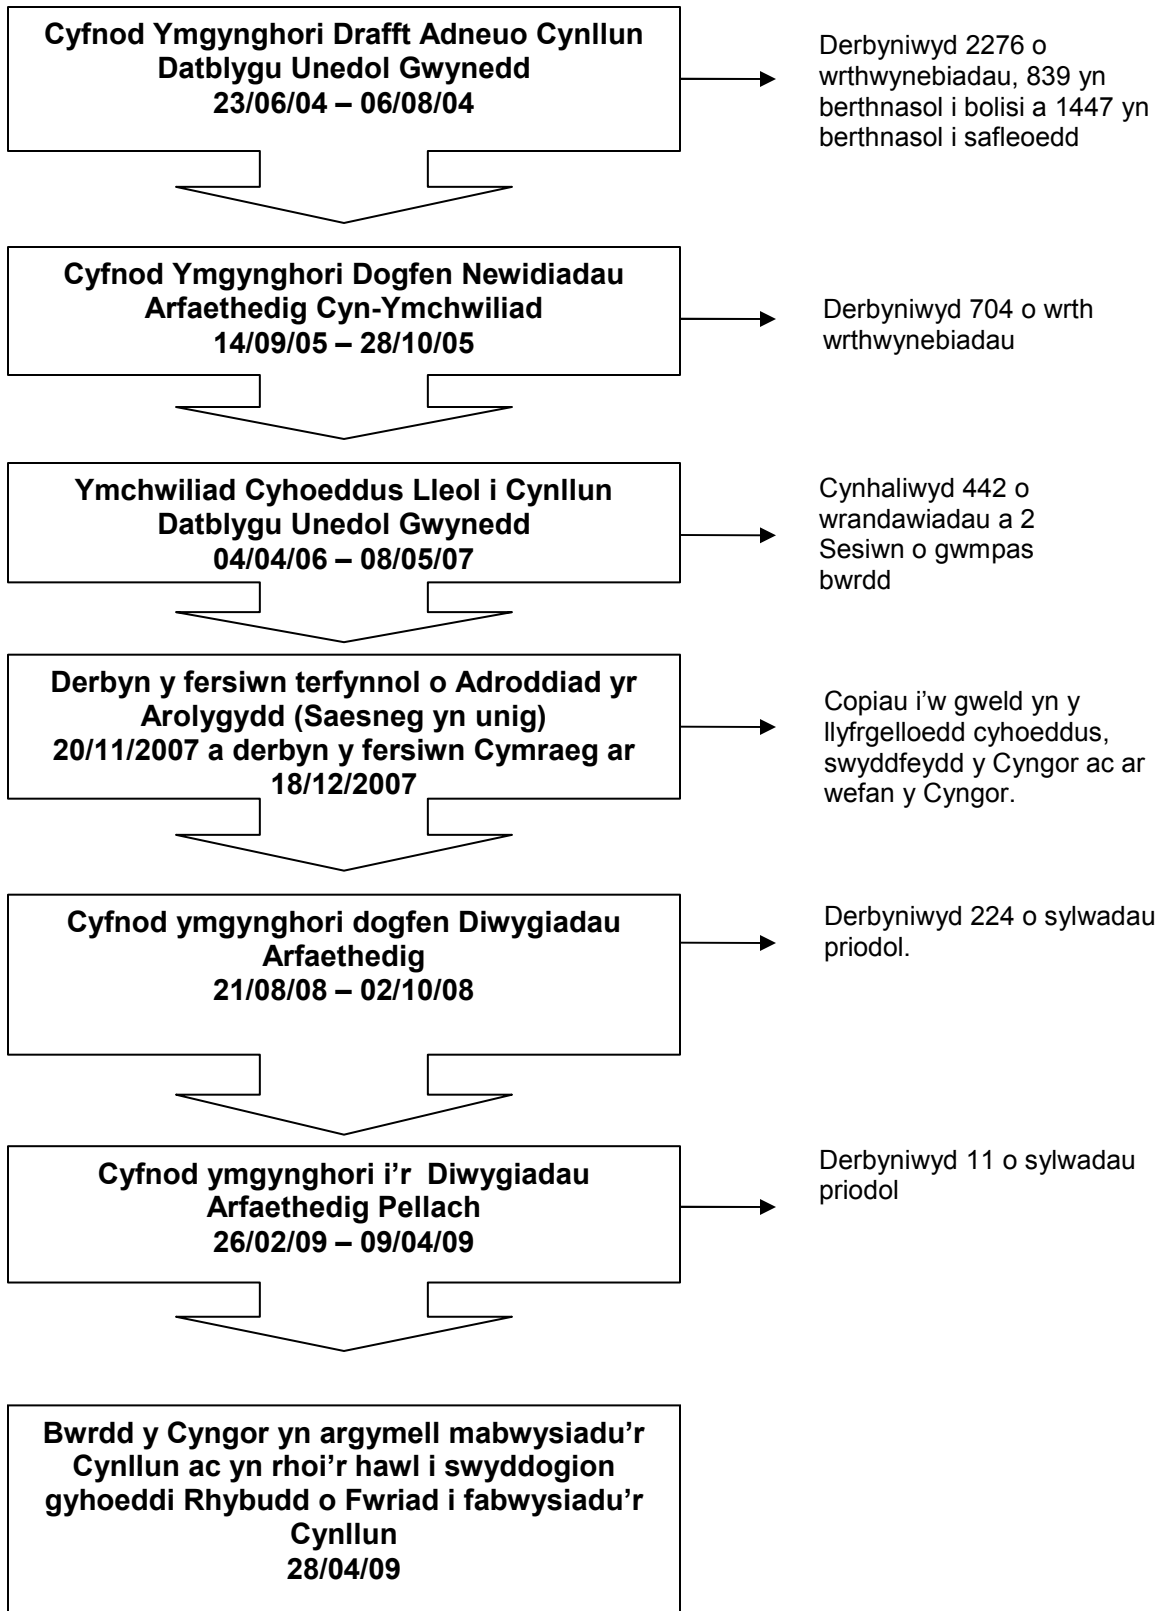 Cyfnod Ymgynghori Drafft Adneuo Cynllun
Datblygu Unedol Gwynedd
23/06/04 – 06/08/04
Derbyniwyd 2276 o
wrthwynebiadau, 839 yn
berthnasol i bolisi a 1447 yn
berthnasol i safleoedd
Cyfnod Ymgynghori Dogfen Newidiadau
Arfaethedig Cyn-Ymchwiliad
14/09/05 – 28/10/05
Derbyniwyd 704 o wrth
wrthwynebiadau
Ymchwiliad Cyhoeddus Lleol i Cynllun
Datblygu Unedol Gwynedd
04/04/06 – 08/05/07
Cynhaliwyd 442 o
wrandawiadau a 2
Sesiwn o gwmpas
bwrdd
Derbyn y fersiwn terfynnol o Adroddiad yr
Arolygydd (Saesneg yn unig)
20/11/2007 a derbyn y fersiwn Cymraeg ar
18/12/2007
Copiau i’w gweld yn y
llyfrgelloedd cyhoeddus,
swyddfeydd y Cyngor ac ar
wefan y Cyngor.
Cyfnod ymgynghori dogfen Diwygiadau
Arfaethedig
21/08/08 – 02/10/08
Derbyniwyd 224 o sylwadau
priodol.
Cyfnod ymgynghori i’r  Diwygiadau
Arfaethedig Pellach
26/02/09 – 09/04/09
Derbyniwyd 11 o sylwadau
priodol
Bwrdd y Cyngor yn argymell mabwysiadu’r
Cynllun ac yn rhoi’r hawl i swyddogion
gyhoeddi Rhybudd o Fwriad i fabwysiadu’r
Cynllun
28/04/09